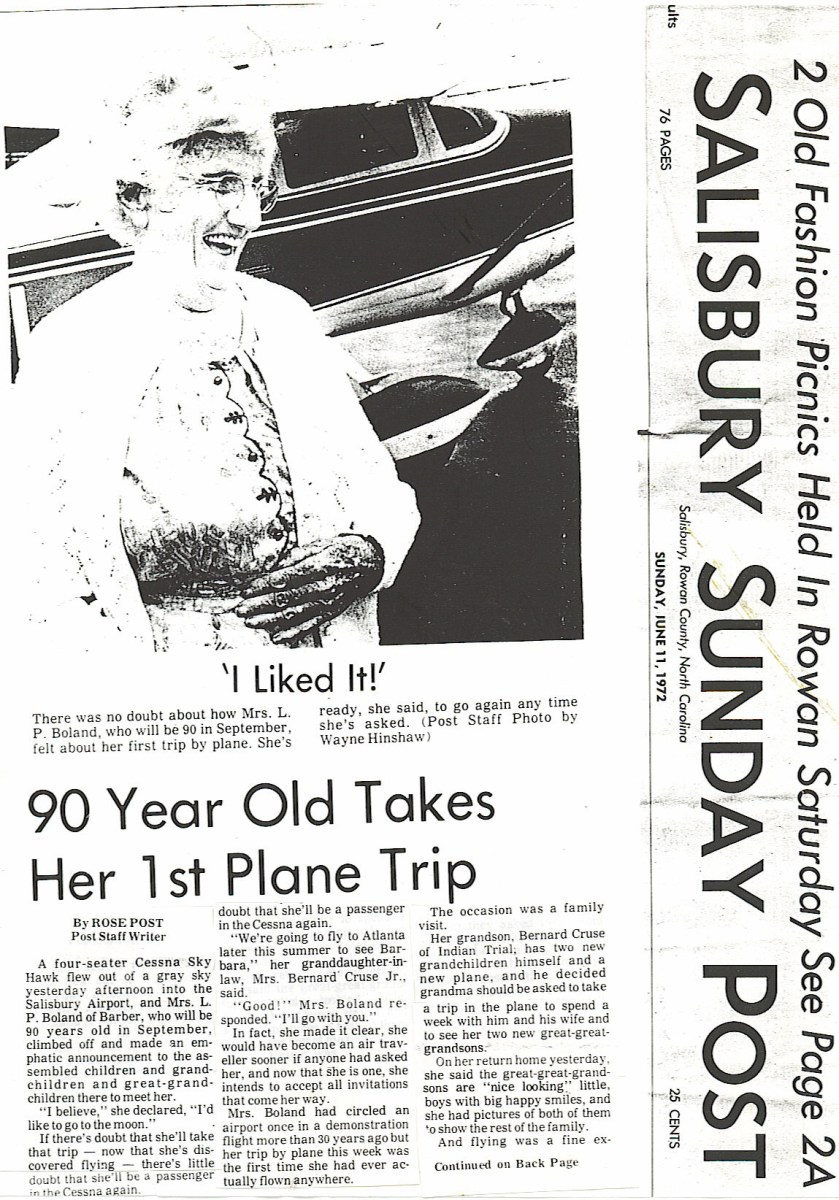 2 Old Fashion Picnics Held In Rowan Saturday See Page 2A
SALISBURY SUNDAY POST
Salisbury, Rowan County, North Carolina
SUNDAY, JUNE 11, 1972
76 PAGES
25 CENTS
ults
'I Liked It!'
There was no doubt about how Mrs. L.
P. Boland, who will be 90 in September,
felt about her first trip by plane. She's
ready, she said, to go again any time
she's asked. (Post Staff Photo by
Wayne Hinshaw)
90 Year Old Takes
Her 1st Plane Trip
By ROSE POST
Post Staff Writer
A four-seater Cessna Sky
Hawk flew out of a gray sky
yesterday afternoon into the
Salisbury Airport, and Mrs. L.
P. Boland of Barber, who will be
90 years old in September,
climbed off and made an em-
phatic announcement to the as-
sembled children and grand-
children and great-grand-
children there to meet her.
"I believe," she declared, "I'd
like to go to the moon."
If there's doubt that she'll take
that trip — now that she's dis-
covered flying — there's little
doubt that she'll be a passenger
in the Cessna again.
doubt that she'll be a passenger
in the Cessna again.
"We're going to fly to Atlanta
later this summer to see Bar-
bara," her granddaughter-in-
law, Mrs. Bernard Cruse Jr.,
said.
"Good!" Mrs. Boland re-
sponded. "I'll go with you."
In fact, she made it clear, she
would have become an air trav-
eller sooner if anyone had asked
her, and now that she is one, she
intends to accept all invitations
that come her way.
Mrs. Boland had circled an
airport once in a demonstration
flight more than 30 years ago but
her trip by plane this week was
the first time she had ever ac-
tually flown anywhere.
The occasion was a family
visit.
Her grandson, Bernard Cruse
of Indian Trial, has two new
grandchildren himself and a
new plane, and he decided
grandma should be asked to take
a trip in the plane to spend a
week with him and his wife and
to see her two new great-great-
grandsons.
On her return home yesterday,
she said the great-great-grand-
sons are "nice looking" little,
boys with big happy smiles, and
she had pictures of both of them
to show the rest of the family.
And flying was a fine ex-
Continued on Back Page